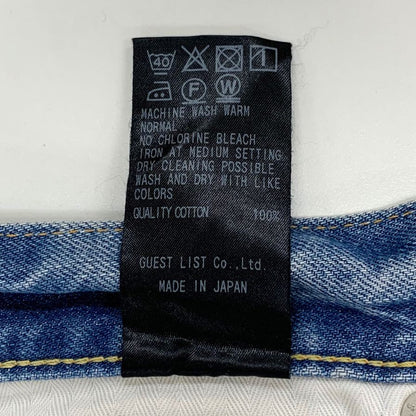 40
F W
MACHINE WASH WARM
NORMAL
NO CHLORINE BLEACH
IRON AT MEDIUM SETTING
DRY CLEANING POSSIBLE
WASH AND DRY WITH LIKE
COLORS
QUALITY COTTON 100%
GUEST LIST Co.,Ltd.
MADE IN JAPAN